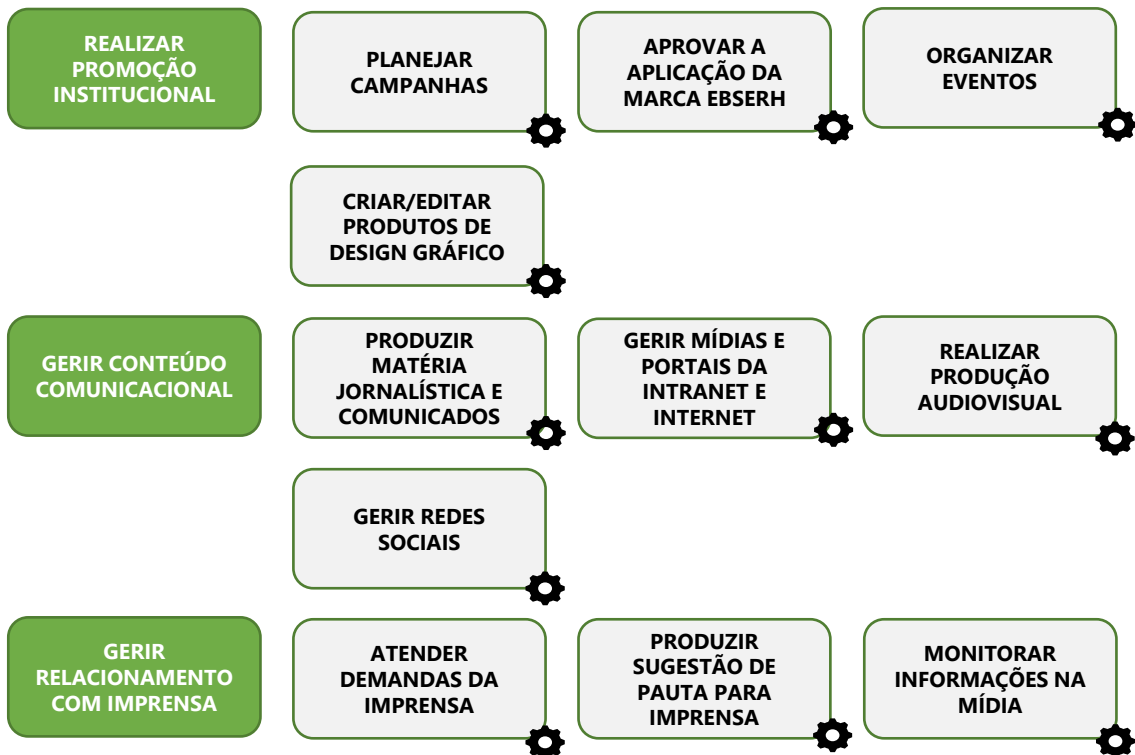 REALIZAR
PROMOÇÃO
INSTITUCIONAL
PLANEJAR
CAMPANHAS
APROVAR A
APLICAÇÃO DA
MARCA EBSERH
ORGANIZAR
EVENTOS
CRIAR/EDITAR
PRODUTOS DE
DESIGN GRÁFICO
GERIR CONTEÚDO
COMUNICACIONAL
PRODUZIR
MATÉRIA
JORNALÍSTICA E
COMUNICADOS
GERIR MÍDIAS E
PORTAIS DA
INTRANET E
INTERNET
REALIZAR
PRODUÇÃO
AUDIOVISUAL
GERIR REDES
SOCIAIS
GERIR
RELACIONAMENTO
COM IMPRENSA
ATENDER
DEMANDAS DA
IMPRENSA
PRODUZIR
SUGESTÃO DE
PAUTA PARA
IMPRENSA
MONITORAR
INFORMAÇÕES NA
MÍDIA